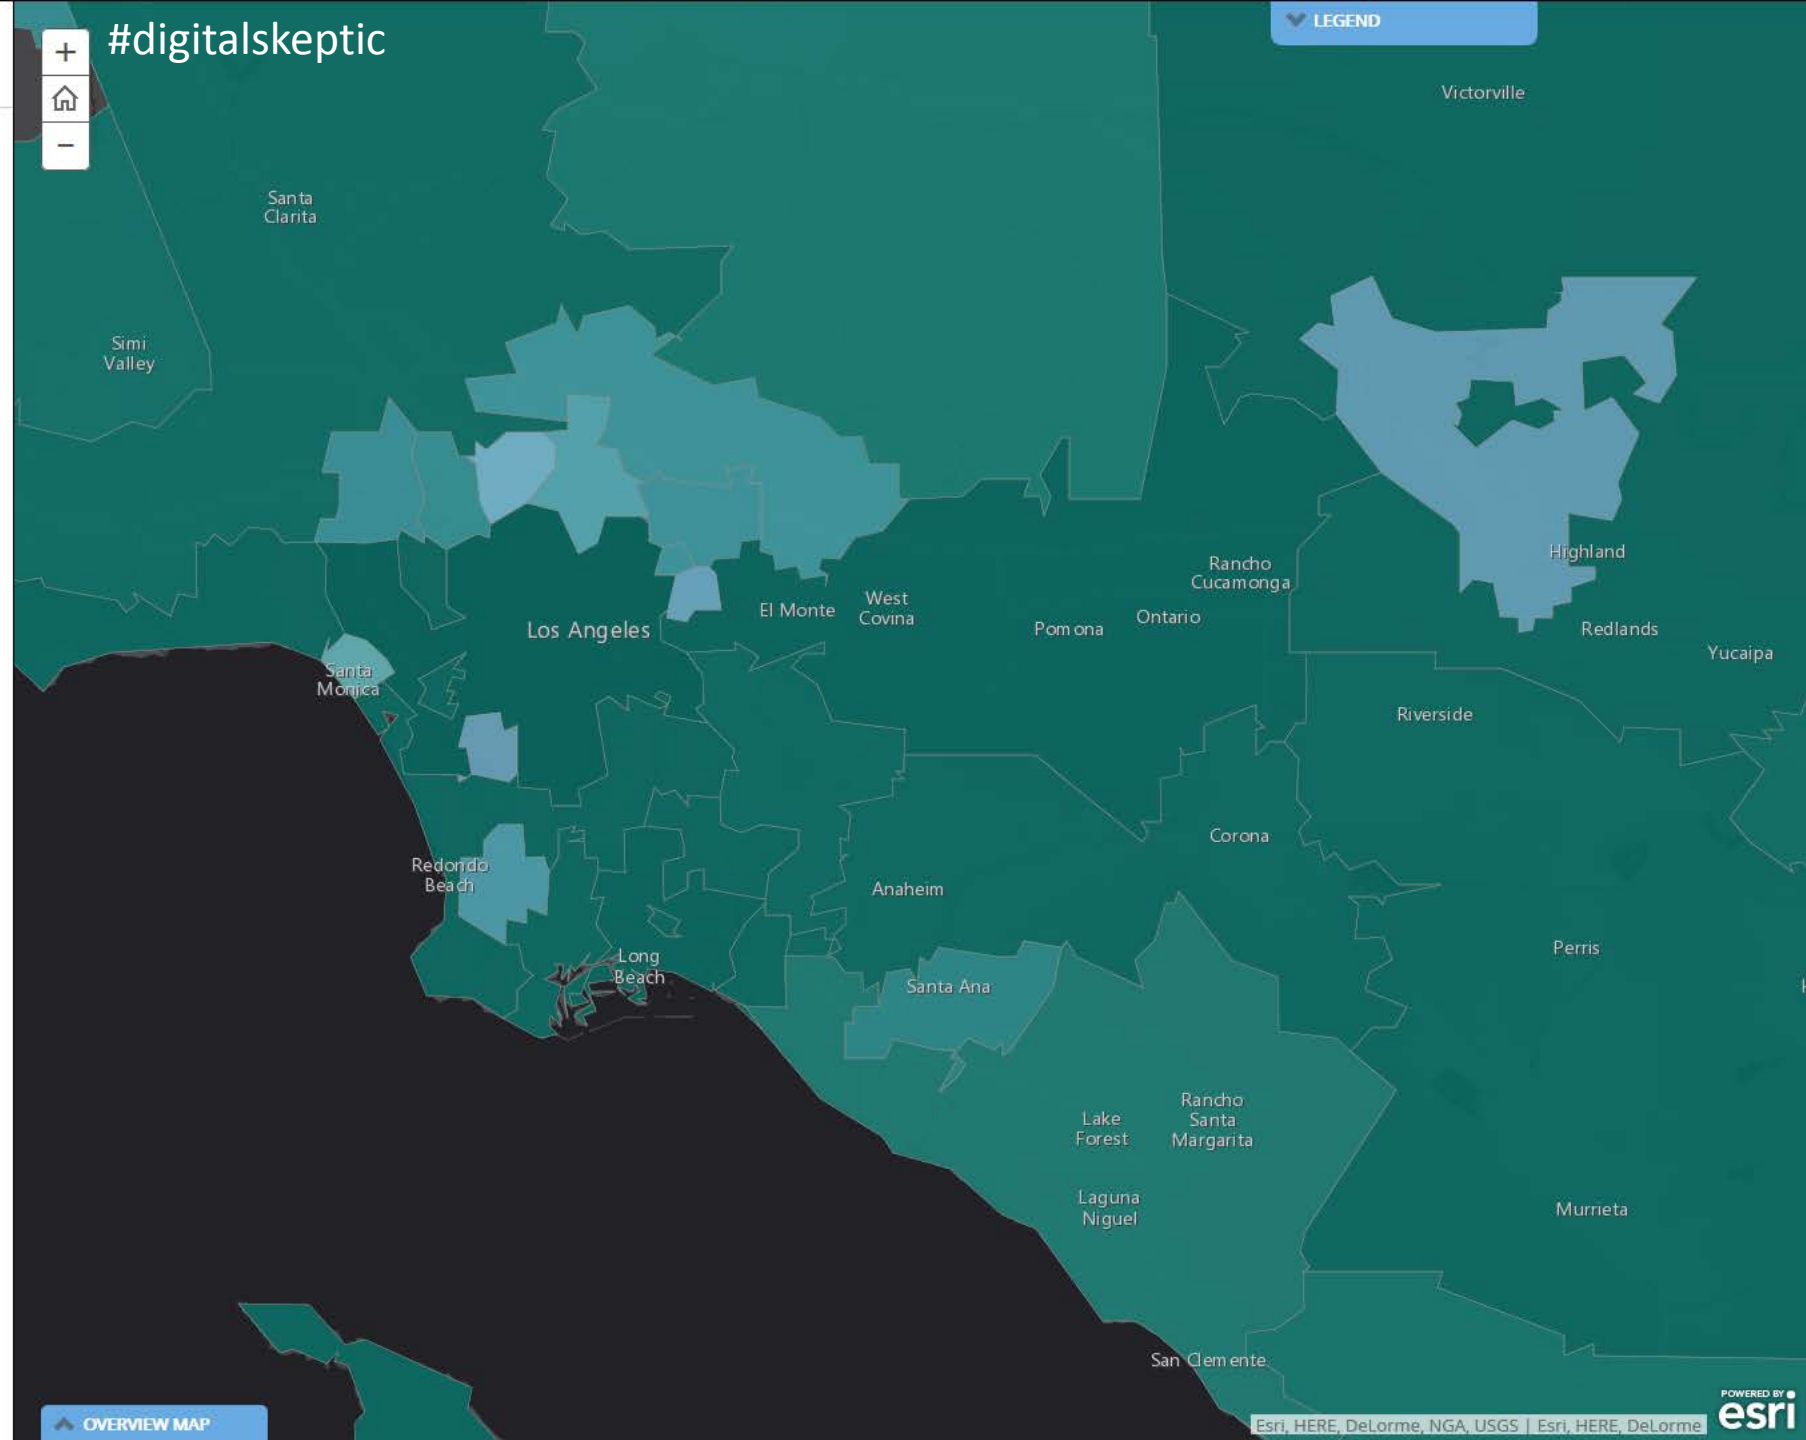 #digitalskeptic
LEGEND
+
−
Victorville
Santa
Clarita
Simi
Valley
Highland
Rancho
Cucamonga
El Monte
West
Covina
Ontario
Los Angeles
Pomona
Redlands
Yucaipa
Santa
Monica
Riverside
Corona
Redondo
Beach
Anaheim
Perris
Long
Beach
Santa Ana
Rancho
Santa
Margarita
Lake
Forest
Laguna
Niguel
Murrieta
San Clemente
OVERVIEW MAP
POWERED BY
esri
Esri, HERE, DeLorme, NGA, USGS | Esri, HERE, DeLorme